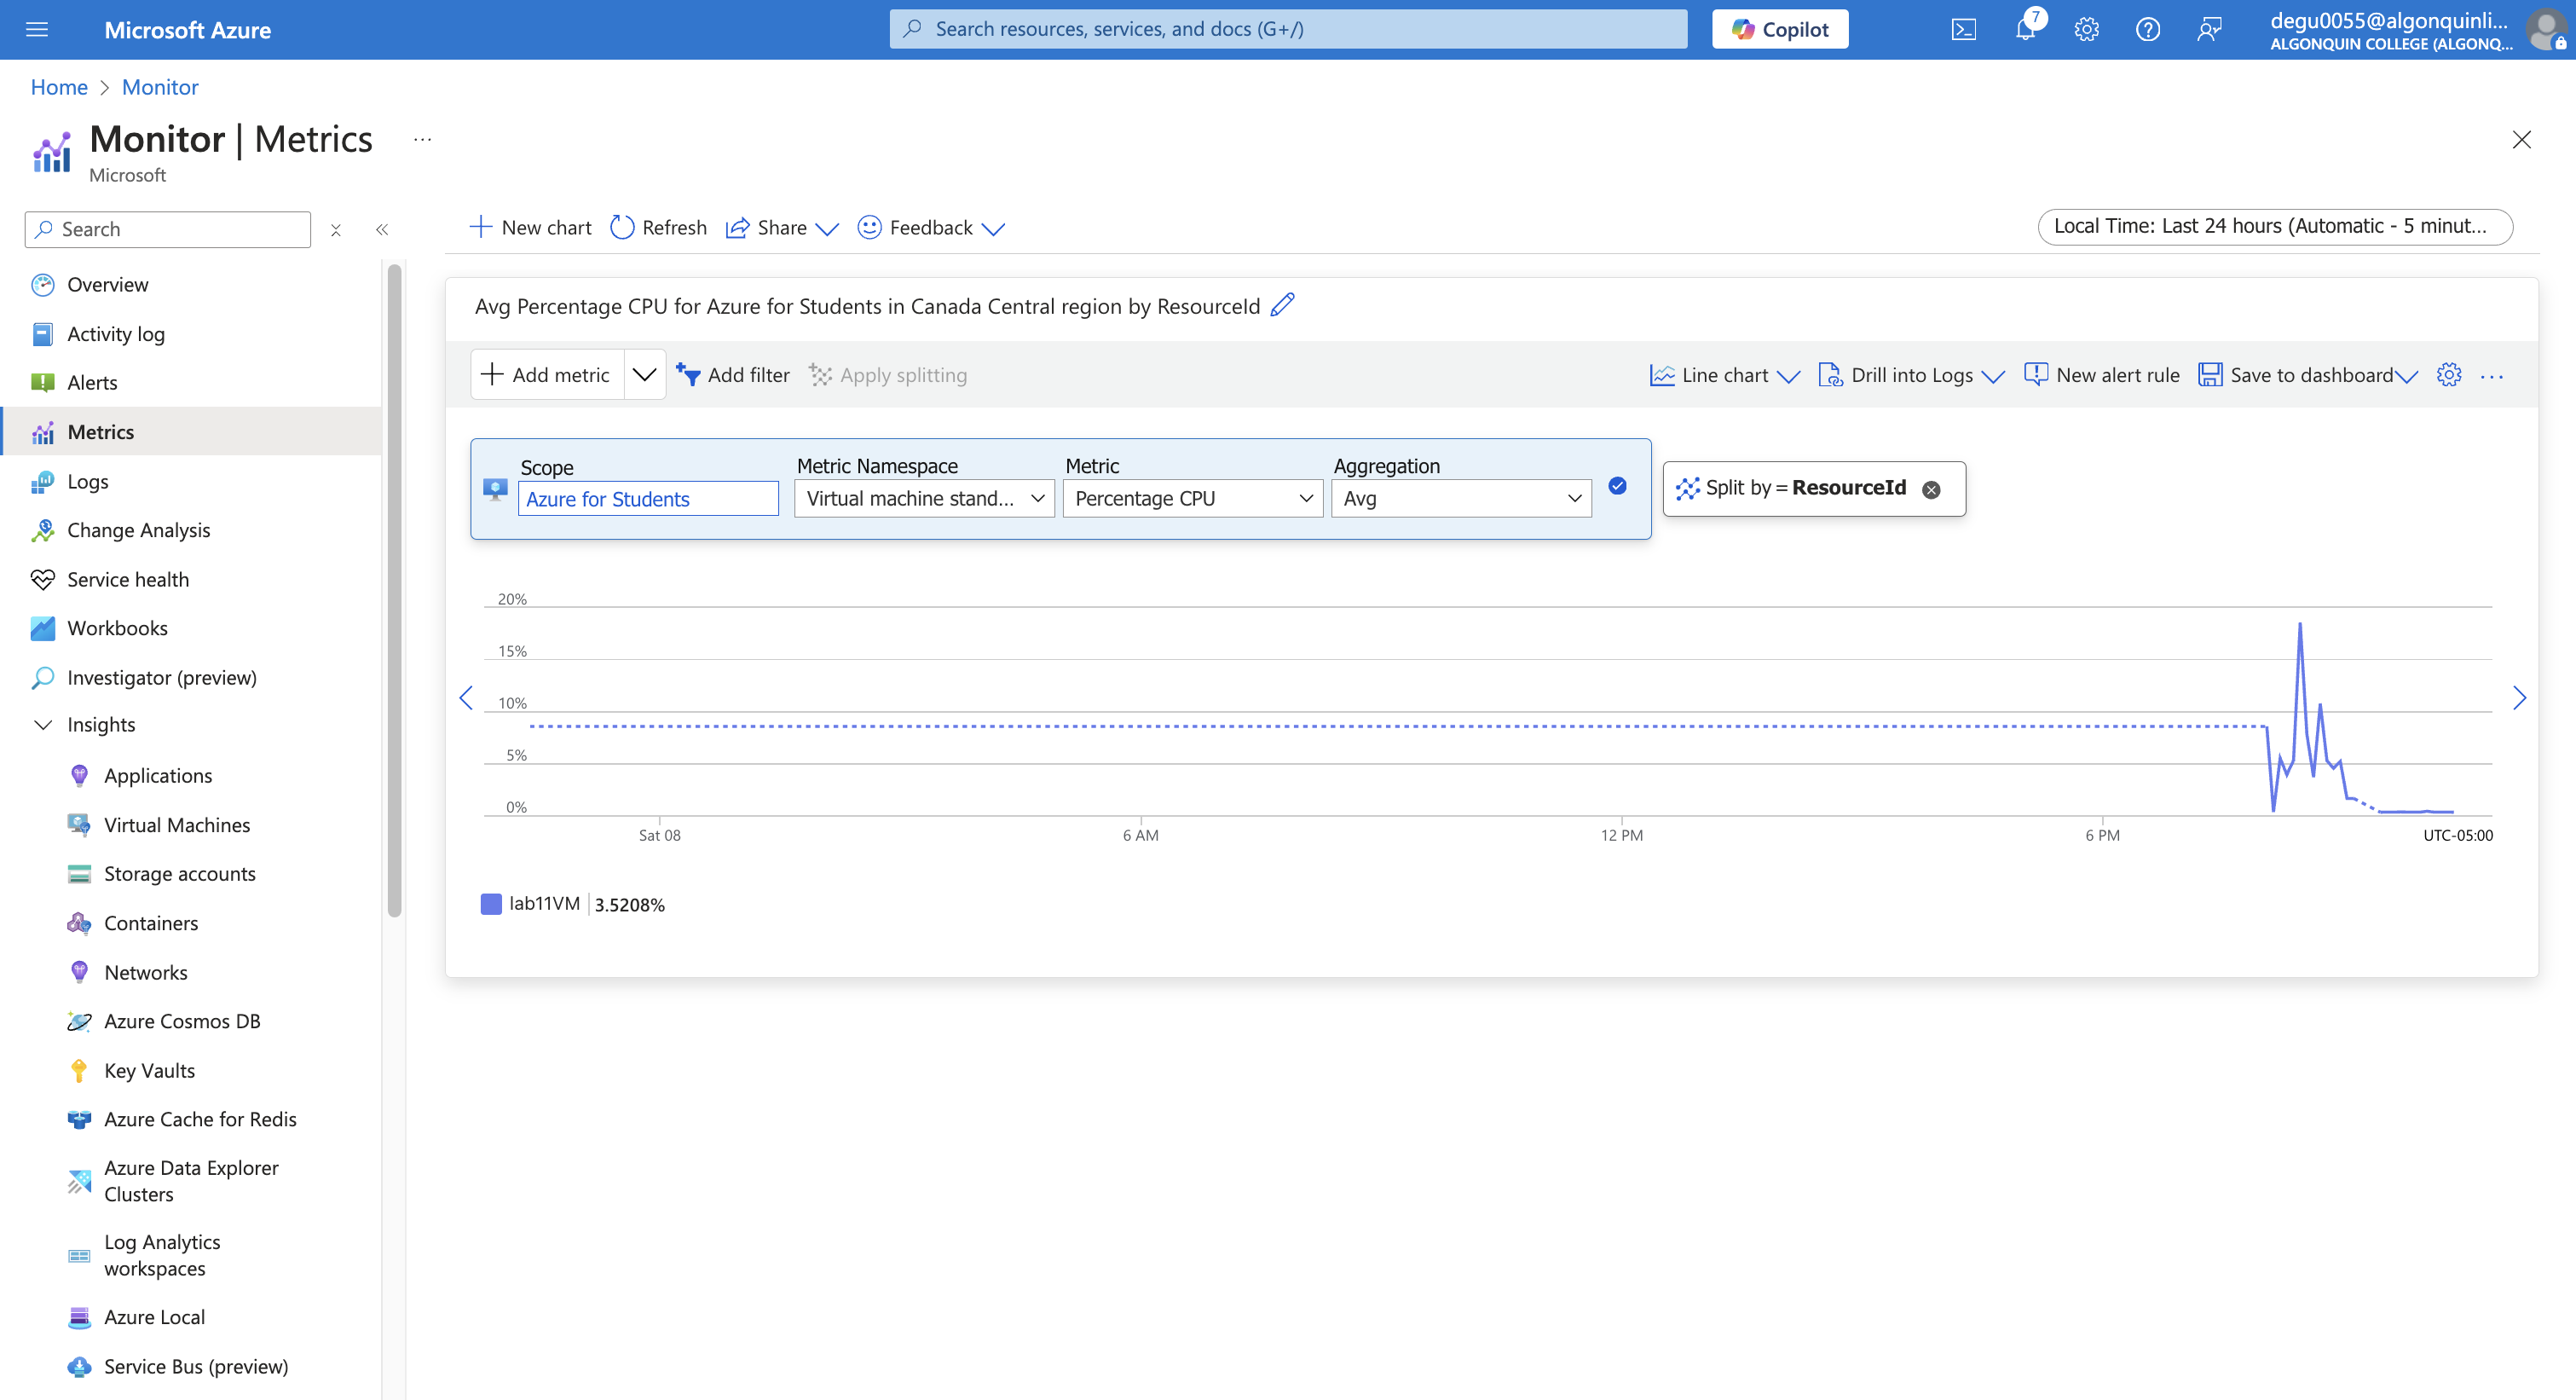 Microsoft Azure
Search resources, services, and docs (G+/)
Copilot
7
degu0055@algonquinli...
ALGONQUIN COLLEGE (ALGONQ...
Home > Monitor
Monitor | Metrics ...
Microsoft
Search
Overview
Activity log
Alerts
Metrics
Logs
Change Analysis
Service health
Workbooks
Investigator (preview)
Insights
Applications
Virtual Machines
Storage accounts
Containers
Networks
Azure Cosmos DB
Key Vaults
Azure Cache for Redis
Azure Data Explorer
Clusters
Log Analytics
workspaces
Azure Local
Service Bus (preview)
New chart Refresh Share Feedback
Local Time: Last 24 hours (Automatic - 5 minut...
Avg Percentage CPU for Azure for Students in Canada Central region by ResourceId
Add metric Add filter Apply splitting
Line chart Drill into Logs New alert rule Save to dashboard ...
Scope Metric Namespace Metric Aggregation
Azure for Students Virtual machine stand... Percentage CPU Avg
Split by = ResourceId
20%
15%
10%
5%
0%
Sat 08 6 AM 12 PM 6 PM UTC-05:00
lab11VM 3.5208%